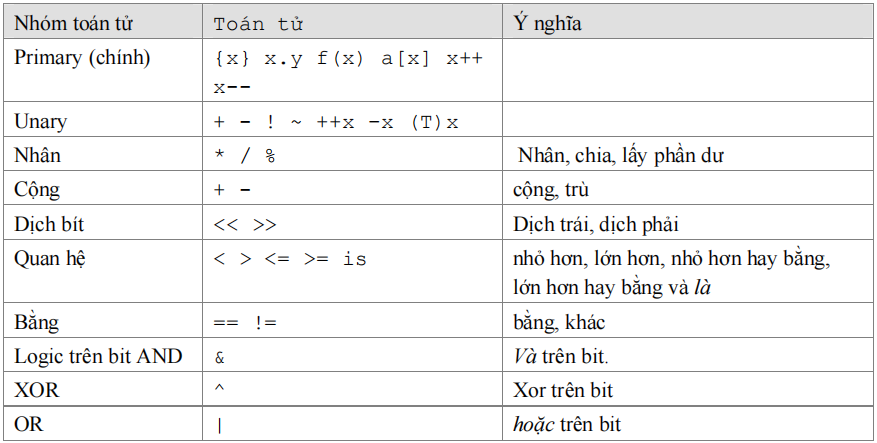 Nhóm toán tử Toán tử Ý nghĩa
Primary (chính) {x} x.y f(x) a[x] x++
x--
Unary + - ! ~ ++x -x (T)x
Nhân * / % Nhân, chia, lấy phần dư
Cộng + - cộng, trù
Dịch bít << >> Dịch trái, dịch phải
Quan hệ < > <= >= is nhỏ hơn, lớn hơn, nhỏ hơn hay bằng,
lớn hơn hay bằng và là
Bằng == != bằng, khác
Logic trên bit AND & Và trên bit.
XOR ^ Xor trên bit
OR | hoặc trên bit